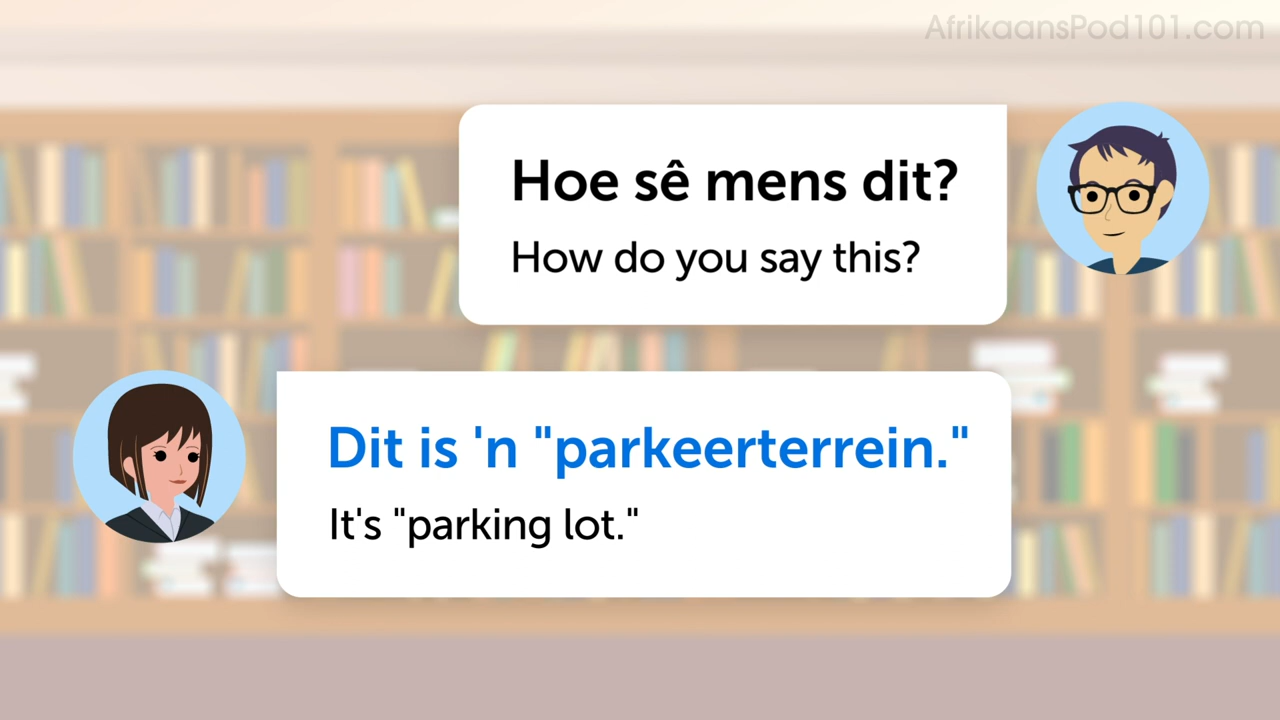 AfrikaansPod101.com
Hoe sê mens dit?
How do you say this?
Dit is 'n "parkeerterrein."
It's "parking lot."